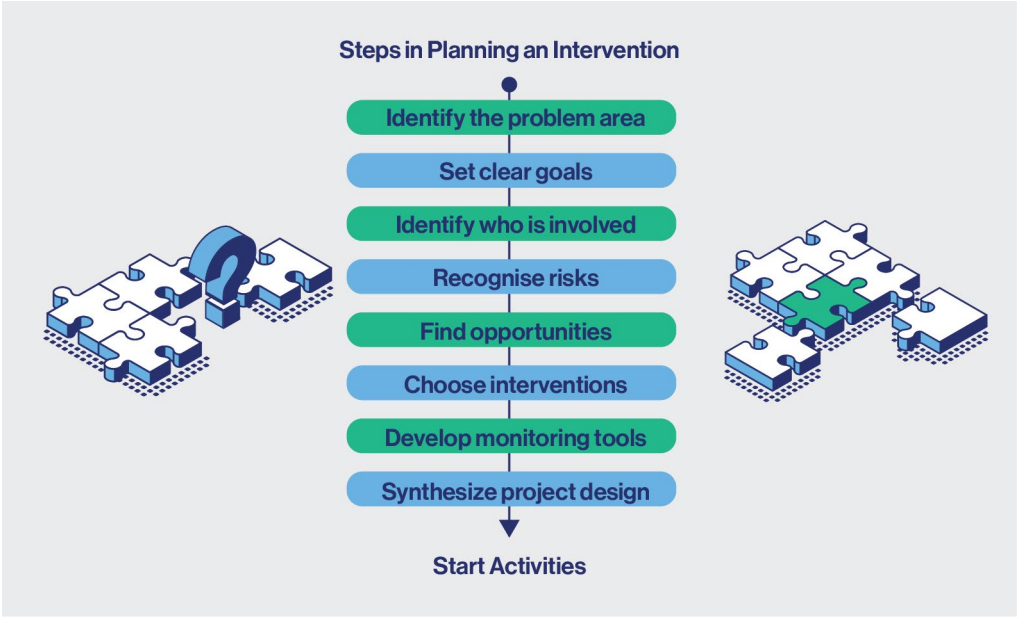 Steps in Planning an Intervention
Identify the problem area
Set clear goals
Identify who is involved
Recognise risks
Find opportunities
Choose interventions
Develop monitoring tools
Synthesize project design
Start Activities